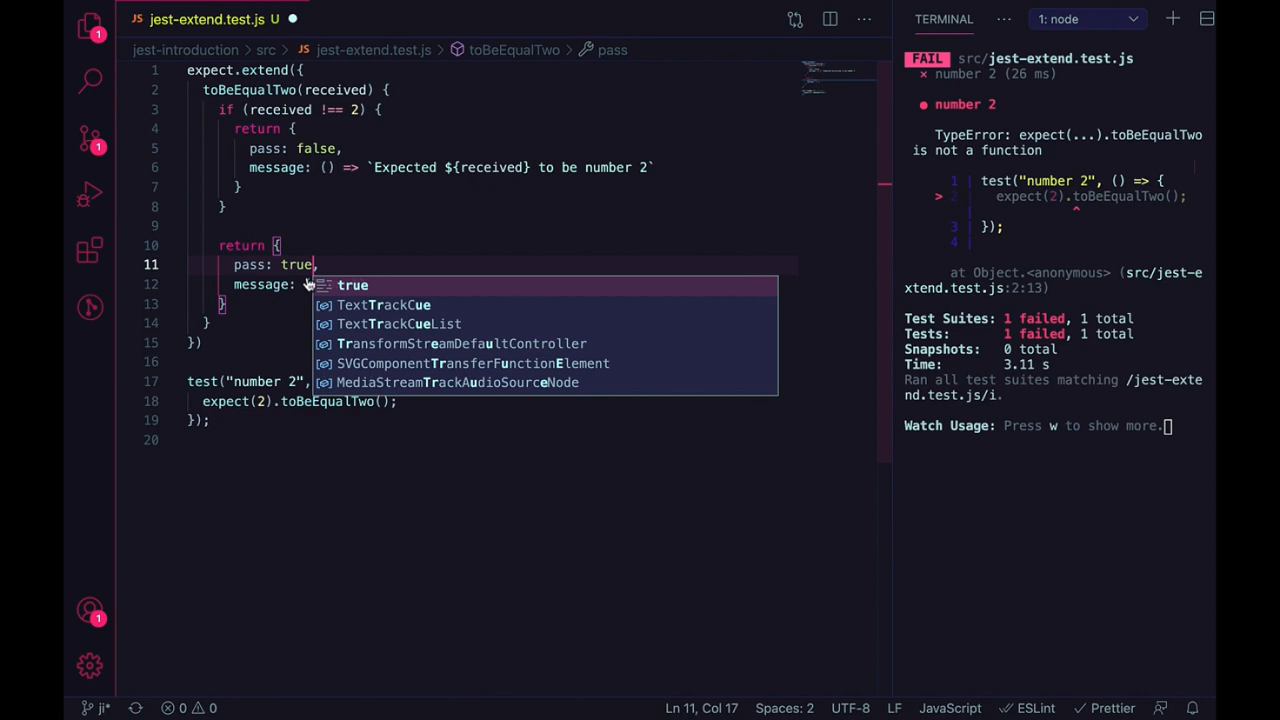 JS jest-extend.test.js U
jest-introduction > src > JS jest-extend.test.js > toBeEqualTwo > pass
1 expect.extend({
2 toBeEqualTwo(received) {
3 if (received !== 2) {
4 return {
5 pass: false,
6 message: () => `Expected ${received} to be number 2`
7 }
8 }
9
10 return {
11 pass: true,
12 message:
13 }
14 }
15 })
16
17 test("number 2",
18 expect(2).toBeEqualTwo();
19 });
20
true
TextTrackCue
TextTrackCueList
TransformStreamDefaultController
SVGComponentTransferFunctionElement
MediaStreamTrackAudioSourceNode
1
1
1
TERMINAL ... 1: node
FAIL src/jest-extend.test.js
× number 2 (26 ms)
● number 2
TypeError: expect(...).toBeEqualTwo
is not a function
1 | test("number 2", () => {
> 2 | expect(2).toBeEqualTwo();
| ^
3 | });
4 |
at Object.<anonymous> (src/jest-e
xtend.test.js:2:13)
Test Suites: 1 failed, 1 total
Tests: 1 failed, 1 total
Snapshots: 0 total
Time: 3.11 s
Ran all test suites matching /jest-exte
nd.test.js/i.
Watch Usage: Press w to show more.
ji* 0 0 Ln 11, Col 17 Spaces: 2 UTF-8 LF JavaScript ESLint Prettier